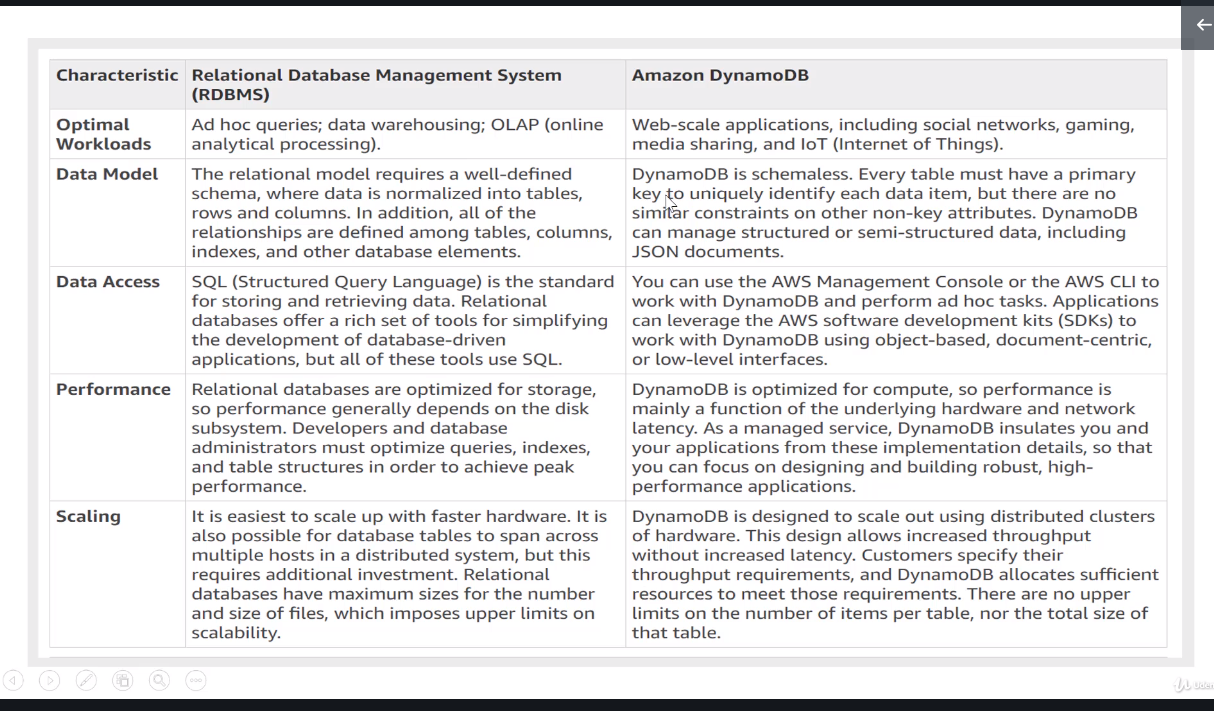 Characteristic
Relational Database Management System
(RDBMS)
Amazon DynamoDB
Optimal
Workloads
Ad hoc queries; data warehousing; OLAP (online
analytical processing).
Web-scale applications, including social networks, gaming,
media sharing, and IoT (Internet of Things).
Data Model
The relational model requires a well-defined
schema, where data is normalized into tables,
rows and columns. In addition, all of the
relationships are defined among tables, columns,
indexes, and other database elements.
DynamoDB is schemaless. Every table must have a primary
key to uniquely identify each data item, but there are no
similar constraints on other non-key attributes. DynamoDB
can manage structured or semi-structured data, including
JSON documents.
Data Access
SQL (Structured Query Language) is the standard
for storing and retrieving data. Relational
databases offer a rich set of tools for simplifying
the development of database-driven
applications, but all of these tools use SQL.
You can use the AWS Management Console or the AWS CLI to
work with DynamoDB and perform ad hoc tasks. Applications
can leverage the AWS software development kits (SDKs) to
work with DynamoDB using object-based, document-centric,
or low-level interfaces.
Performance
Relational databases are optimized for storage,
so performance generally depends on the disk
subsystem. Developers and database
administrators must optimize queries, indexes,
and table structures in order to achieve peak
performance.
DynamoDB is optimized for compute, so performance is
mainly a function of the underlying hardware and network
latency. As a managed service, DynamoDB insulates you and
your applications from these implementation details, so that
you can focus on designing and building robust, high-
performance applications.
Scaling
It is easiest to scale up with faster hardware. It is
also possible for database tables to span across
multiple hosts in a distributed system, but this
requires additional investment. Relational
databases have maximum sizes for the number
and size of files, which imposes upper limits on
scalability.
DynamoDB is designed to scale out using distributed clusters
of hardware. This design allows increased throughput
without increased latency. Customers specify their
throughput requirements, and DynamoDB allocates sufficient
resources to meet those requirements. There are no upper
limits on the number of items per table, nor the total size of
that table.